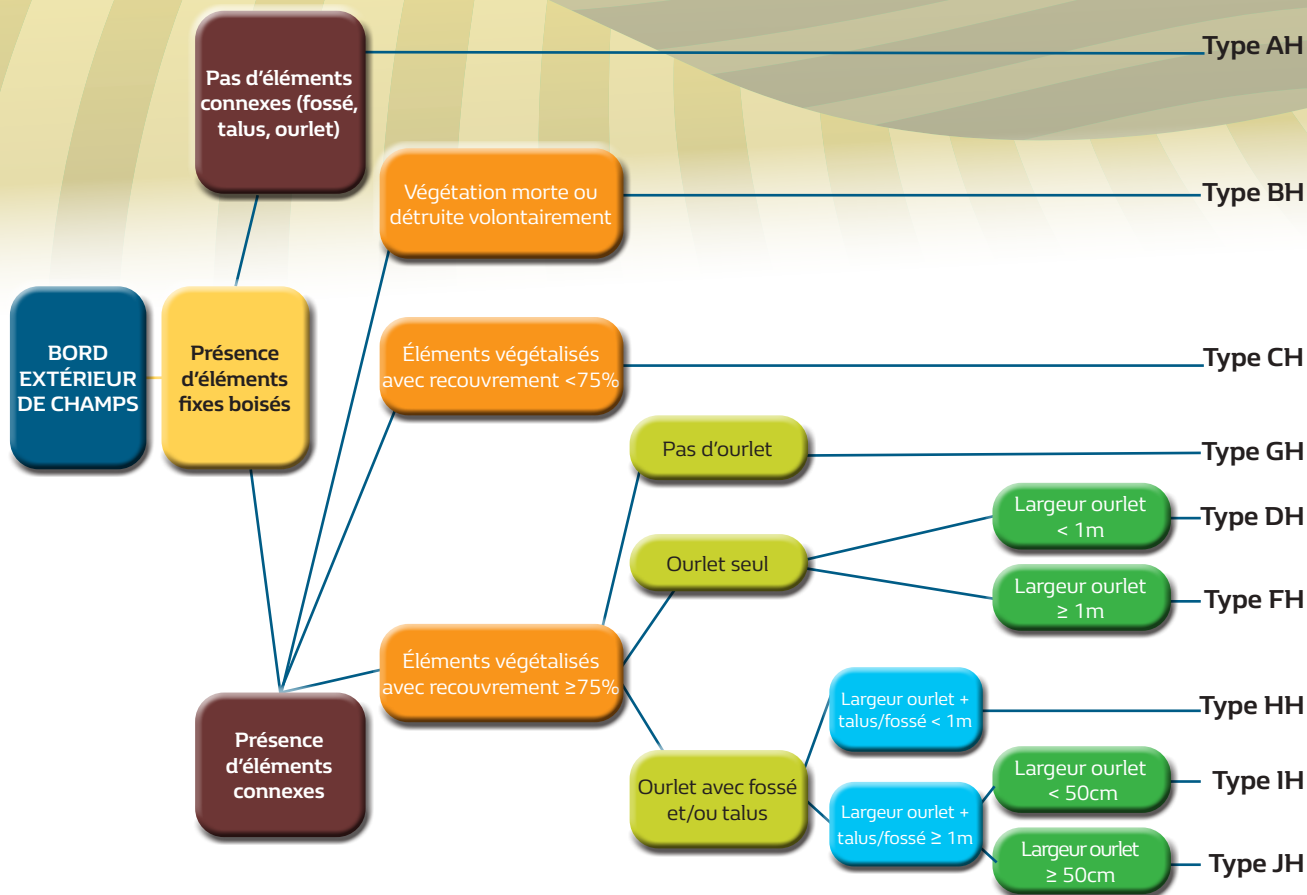 Pas d'éléments
connexes (fossé,
talus, ourlet)
Type AH
Végétation morte ou
détruite volontairement
Type BH
BORD
EXTÉRIEUR
DE CHAMPS
Présence
d'éléments
fixes boisés
Éléments végétalisés
avec recouvrement <75%
Type CH
Pas d'ourlet
Type GH
Largeur ourlet
< 1m
Type DH
Ourlet seul
Largeur ourlet
≥ 1m
Type FH
Éléments végétalisés
avec recouvrement ≥75%
Largeur ourlet +
talus/fossé < 1m
Type HH
Présence
d'éléments
connexes
Ourlet avec fossé
et/ou talus
Largeur ourlet
< 50cm
Type IH
Largeur ourlet +
talus/fossé ≥ 1m
Largeur ourlet
≥ 50cm
Type JH